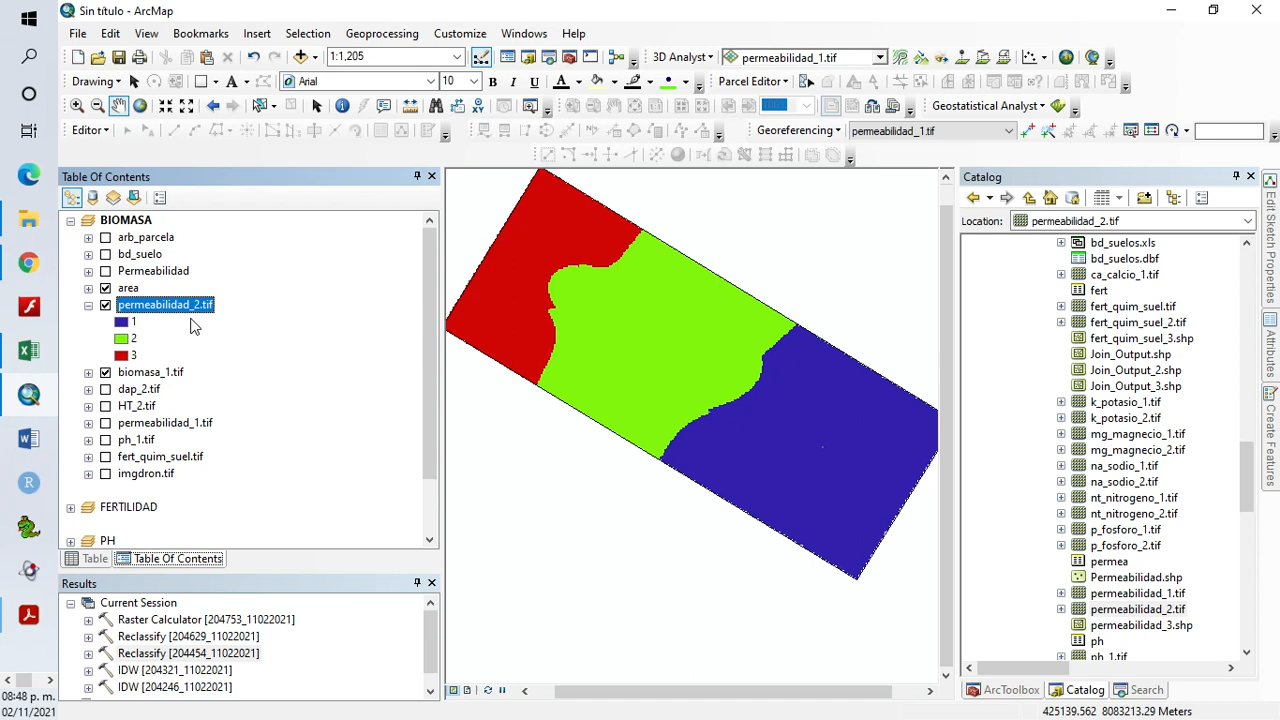 Sin título - ArcMap
File Edit View Bookmarks Insert Selection Geoprocessing Customize Windows Help
1:1,205 3D Analyst permeabilidad_1.tif
Drawing A Arial 10 B I U A Parcel Editor
Geostatistical Analyst
Editor Georeferencing permeabilidad_1.tif
Table Of Contents
BIOMASA
arb_parcela
bd_suelo
Permeabilidad
area
permeabilidad_2.tif
1
2
3
biomasa_1.tif
dap_2.tif
HT_2.tif
permeabilidad_1.tif
ph_1.tif
fert_quim_suel.tif
imgdron.tif
FERTILIDAD
PH
Table Table Of Contents
Results
Current Session
Raster Calculator [204753_11022021]
Reclassify [204629_11022021]
Reclassify [204454_11022021]
IDW [204321_11022021]
IDW [204246_11022021]
Catalog
Location: permeabilidad_2.tif
bd_suelos.xls
bd_suelos.dbf
ca_calcio_1.tif
fert
fert_quim_suel.tif
fert_quim_suel_2.tif
fert_quim_suel_3.shp
Join_Output.shp
Join_Output_2.shp
Join_Output_3.shp
k_potasio_1.tif
k_potasio_2.tif
mg_magnecio_1.tif
mg_magnecio_2.tif
na_sodio_1.tif
na_sodio_2.tif
nt_nitrogeno_1.tif
nt_nitrogeno_2.tif
p_fosforo_1.tif
p_fosforo_2.tif
permea
Permeabilidad.shp
permeabilidad_1.tif
permeabilidad_2.tif
permeabilidad_3.shp
ph
ph_1.tif
ArcToolbox Catalog Search
Edit Sketch Properties
Attributes
Create Features
425139.562 8083213.29 Meters
08:48 p. m.
02/11/2021